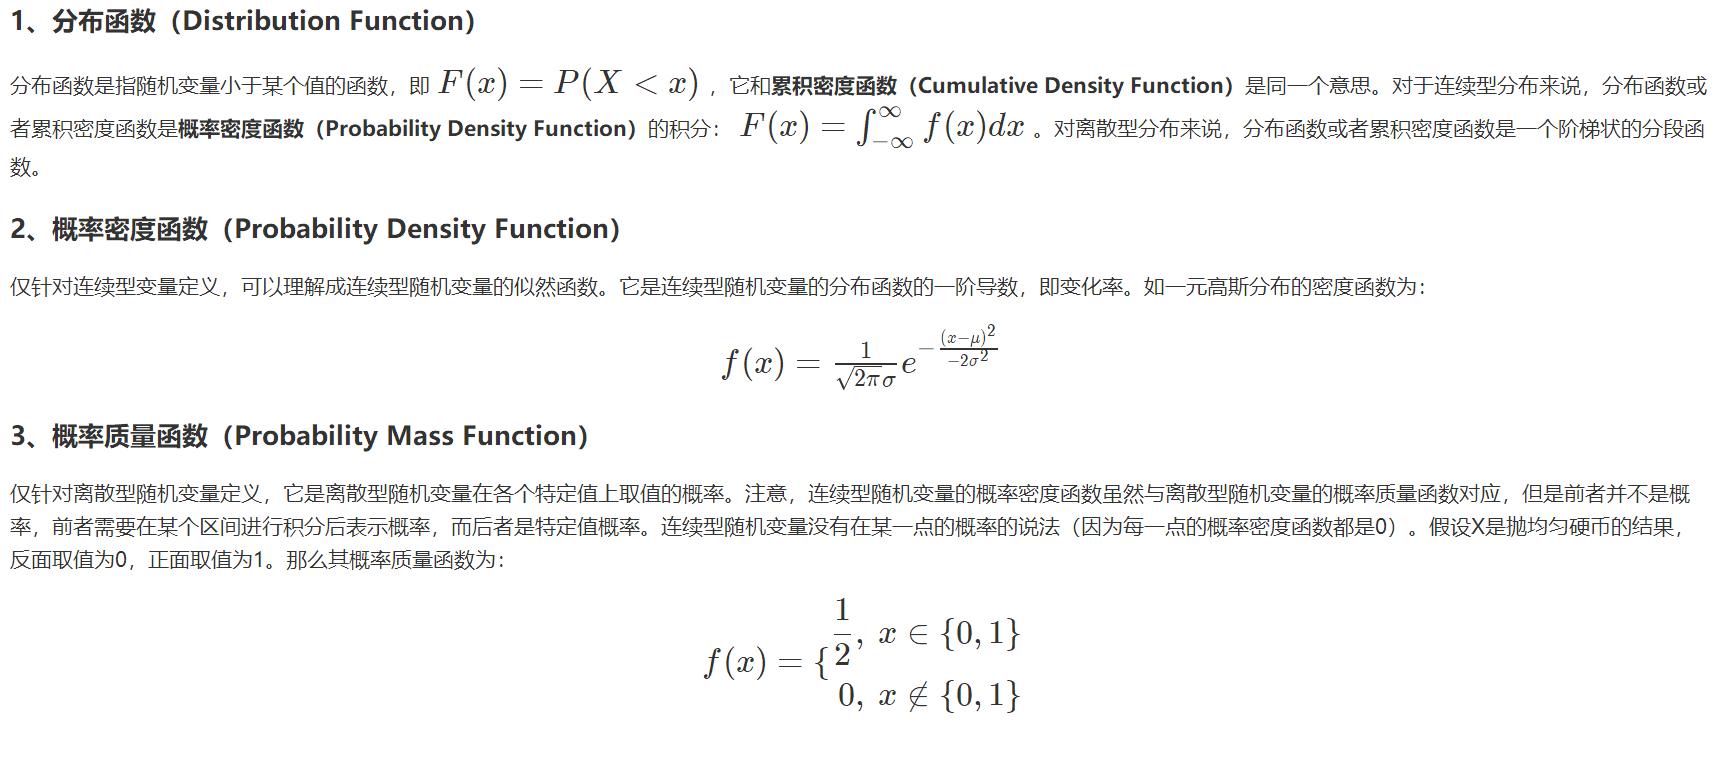 1、分布函数（Distribution Function）
分布函数是指随机变量小于某个值的函数，即 F(x) = P(X < x) ，它和累积密度函数（Cumulative Density Function）是同一个意思。对于连续型分布来说，分布函数或
者累积密度函数是概率密度函数（Probability Density Function）的积分： F(x) = ∫_{-∞}^{∞} f(x)dx 。对离散型分布来说，分布函数或者累积密度函数是一个阶梯状的分段函
数。
2、概率密度函数（Probability Density Function）
仅针对连续型变量定义，可以理解成连续型随机变量的似然函数。它是连续型随机变量的分布函数的一阶导数，即变化率。如一元高斯分布的密度函数为：
f(x) = \frac{1}{\sqrt{2π}σ} e^{-\frac{(x-μ)^2}{-2σ^2}}
3、概率质量函数（Probability Mass Function）
仅针对离散型随机变量定义，它是离散型随机变量在各个特定值上取值的概率。注意，连续型随机变量的概率密度函数虽然与离散型随机变量的概率质量函数对应，但是前者并不是概
率，前者需要在某个区间进行积分后表示概率，而后者是特定值概率。连续型随机变量没有在某一点的概率的说法（因为每一点的概率密度函数都是0）。假设X是抛均匀硬币的结果，
反面取值为0，正面取值为1。那么其概率质量函数为：
f(x) = { \frac{1}{2}, x ∈ {0, 1}
0, x ∉ {0, 1}